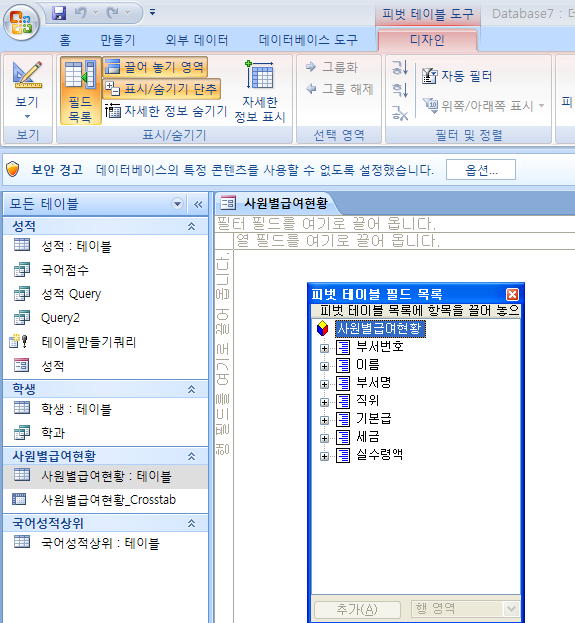 피벗 테이블 도구
Database7 : 데
홈 만들기 외부 데이터 데이터베이스 도구 디자인
보기
보기
필드 목록
끌어 놓기 영역
표시/숨기기 단추
자세한 정보 숨기기
자세한 정보 표시
표시/숨기기
그룹화
그룹 해제
선택 영역
자동 필터
위쪽/아래쪽 표시
필터 및 정렬
피
보안 경고 데이터베이스의 특정 콘텐츠를 사용할 수 없도록 설정했습니다. 옵션...
모든 테이블
성적
성적 : 테이블
국어점수
성적 Query
Query2
테이블만들기쿼리
성적
학생
학생 : 테이블
학과
사원별급여현황
사원별급여현황 : 테이블
사원별급여현황_Crosstab
국어성적상위
국어성적상위 : 테이블
사원별급여현황
필터 필드를 여기로 끌어 옵니다.
열 필드를 여기로 끌어 옵니다.
행 필드를 여기로 끌어 옵니다.
피벗 테이블 필드 목록
피벗 테이블 목록에 항목을 끌어 놓으
사원별급여현황
부서번호
이름
부서명
직위
기본급
세금
실수령액
추가(A) 행 영역